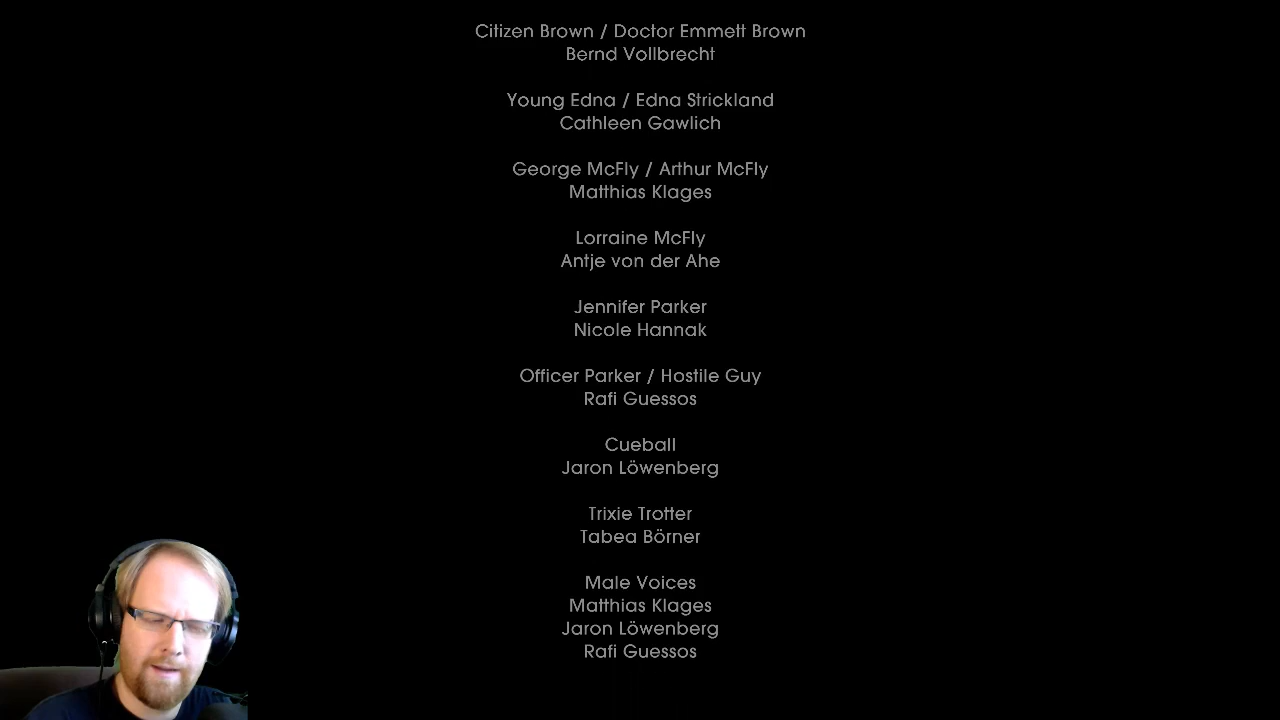 Citizen Brown / Doctor Emmett Brown
Bernd Vollbrecht
Young Edna / Edna Strickland
Cathleen Gawlich
George McFly / Arthur McFly
Matthias Klages
Lorraine McFly
Antje von der Ahe
Jennifer Parker
Nicole Hannak
Officer Parker / Hostile Guy
Rafi Guessos
Cueball
Jaron Löwenberg
Trixie Trotter
Tabea Börner
Male Voices
Matthias Klages
Jaron Löwenberg
Rafi Guessos